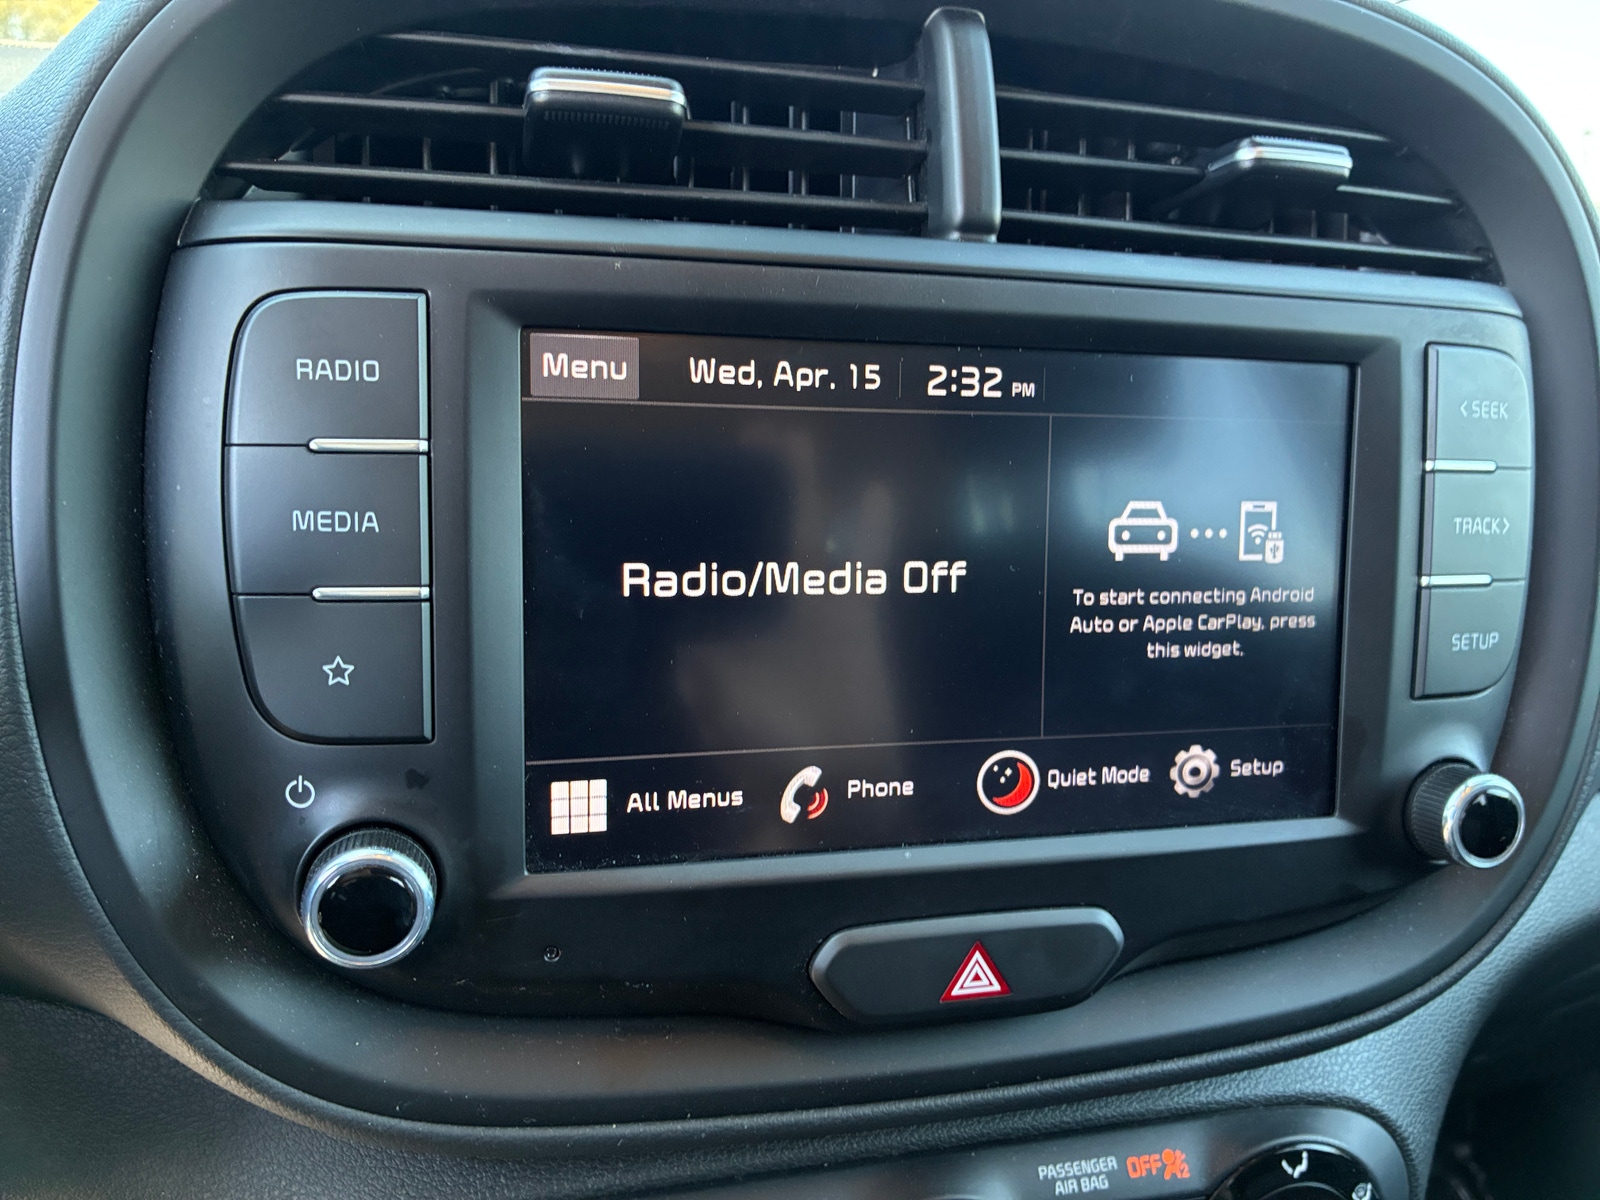 RADIO
MEDIA
Menu
Wed, Apr. 15
2:32 PM
Radio/Media Off
To start connecting Android
Auto or Apple CarPlay, press
this widget.
All Menus
Phone
Quiet Mode
Setup
< SEEK
TRACK >
SETUP
PASSENGER
AIR BAG
OFF
2